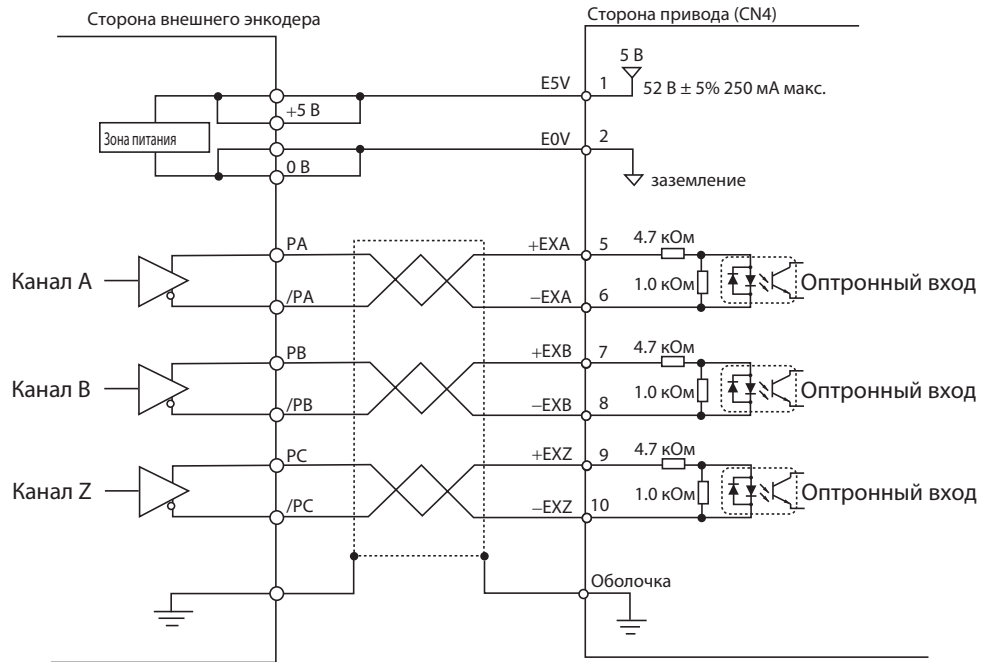 Сторона внешнего энкодера
Сторона привода (CN4)
5 В
E5V
1
52 В ± 5% 250 мА макс.
+5 В
Зона питания
E0V
2
0 В
заземление
PA
+EXA
5
4.7 кОм
Канал A
1.0 кОм
Оптронный вход
/PA
−EXA
6
PB
+EXB
7
4.7 кОм
Канал B
1.0 кОм
Оптронный вход
/PB
−EXB
8
PC
+EXZ
9
4.7 кОм
Канал Z
1.0 кОм
Оптронный вход
/PC
−EXZ
10
Оболочка